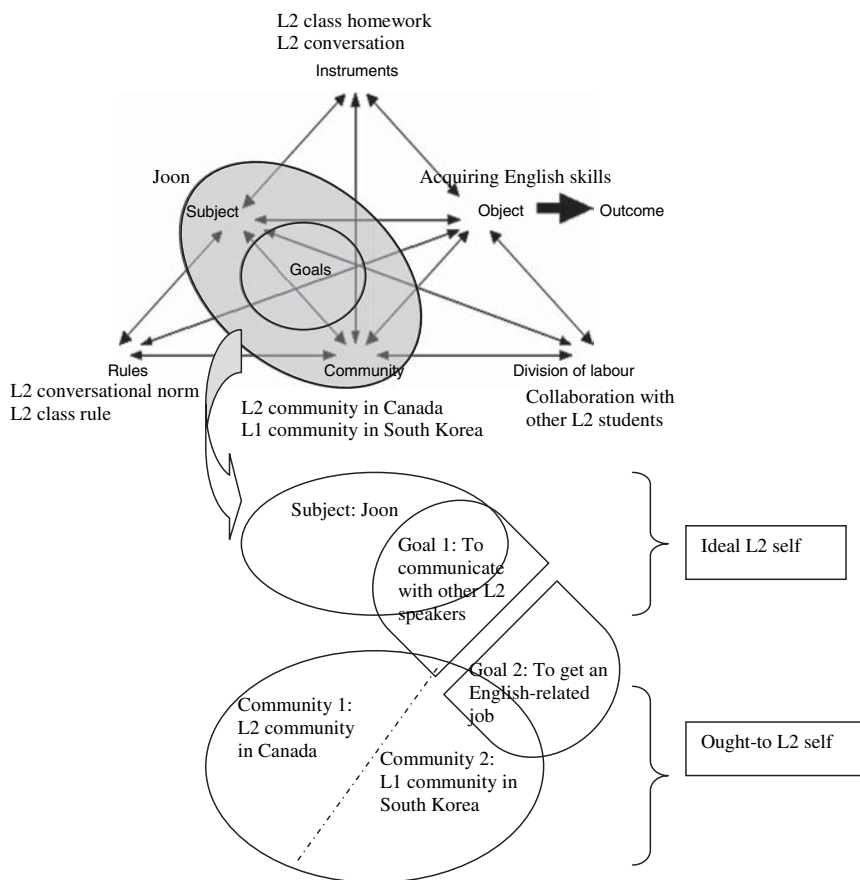 L2 class homework
L2 conversation
Instruments
Joon
Acquiring English skills
Subject
Object
Outcome
Goals
Rules
Community
Division of labour
L2 conversational norm
L2 class rule
L2 community in Canada
L1 community in South Korea
Collaboration with
other L2 students
Subject: Joon
Goal 1: To
communicate
with other L2
speakers
Ideal L2 self
Goal 2: To get an
English-related
job
Community 1:
L2 community
in Canada
Community 2:
L1 community in
South Korea
Ought-to L2 self